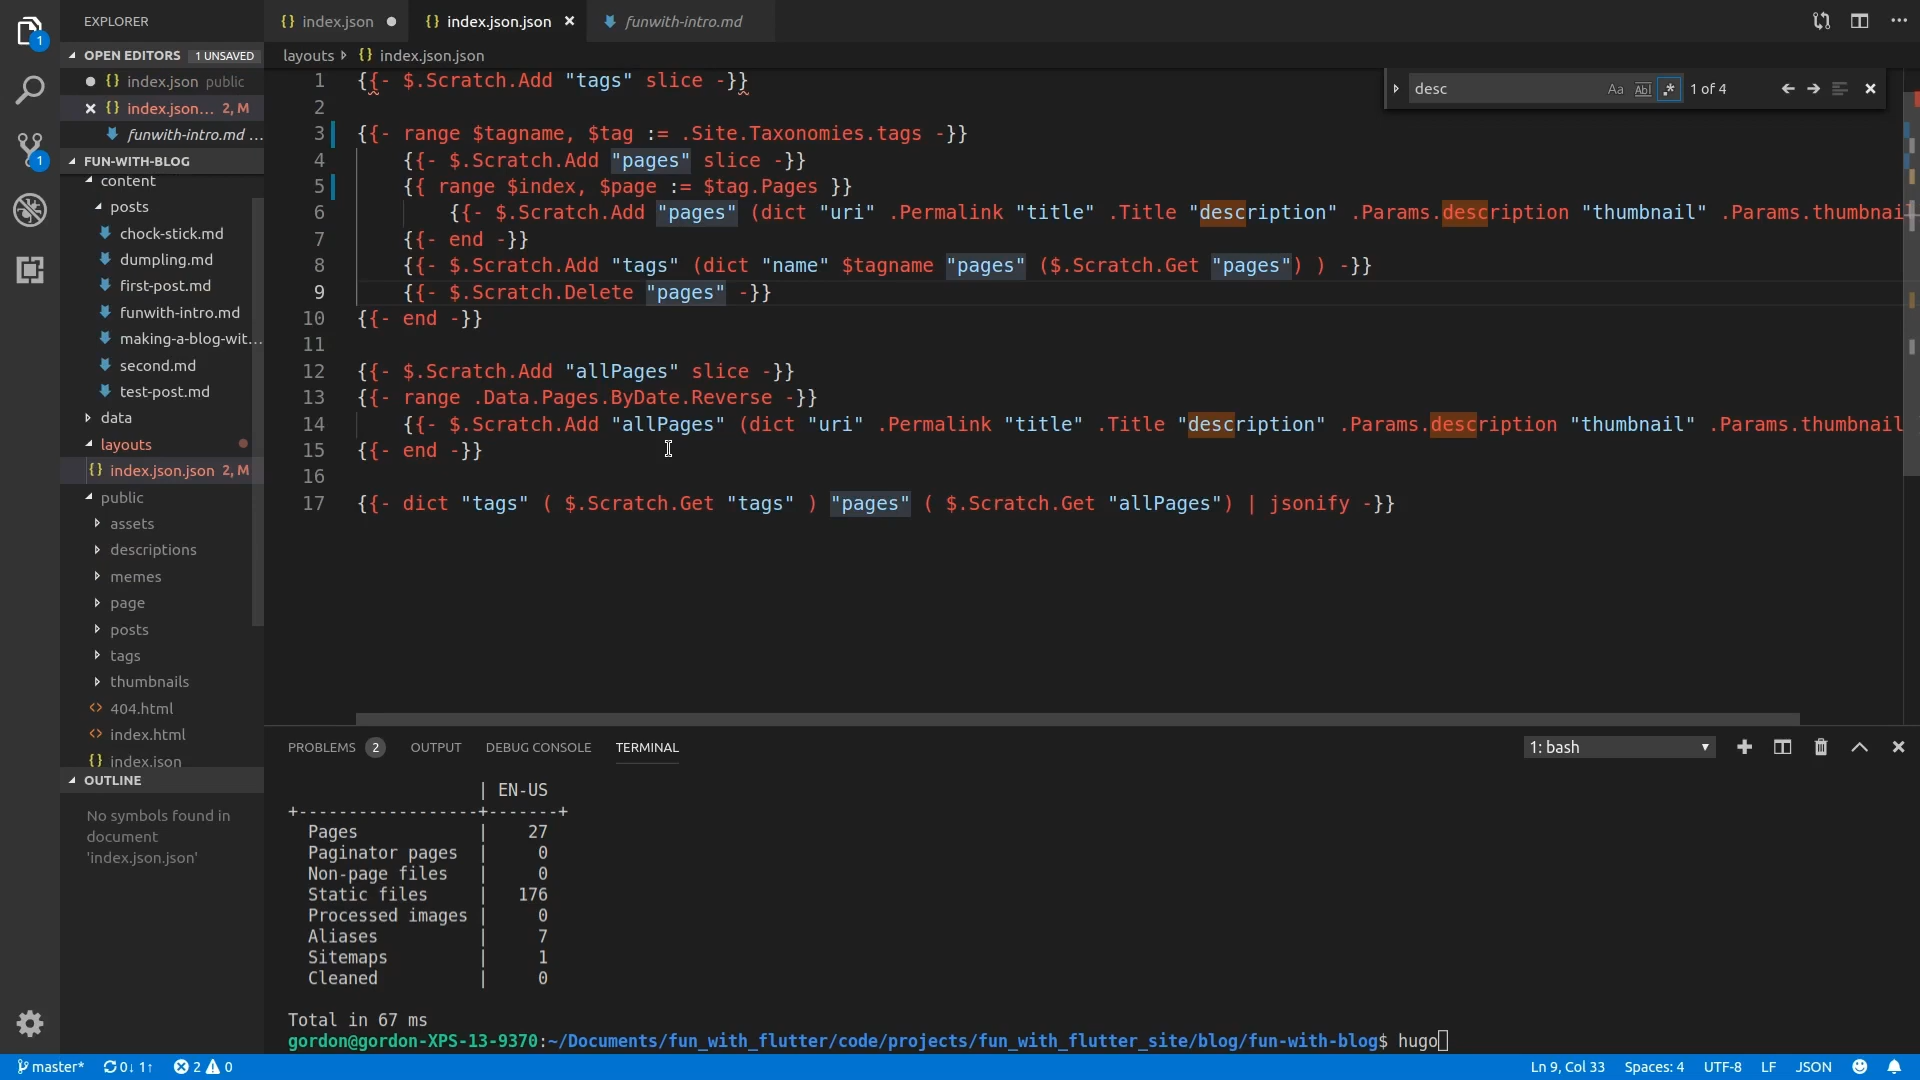 EXPLORER
OPEN EDITORS 1 UNSAVED
index.json public
index.json... 2, M
funwith-intro.md ...
FUN-WITH-BLOG
content
posts
chock-stick.md
dumpling.md
first-post.md
funwith-intro.md
making-a-blog-wit...
second.md
test-post.md
data
layouts
index.json.json 2, M
public
assets
descriptions
memes
page
posts
tags
thumbnails
404.html
index.html
index.json
OUTLINE
No symbols found in
document
'index.json.json'
index.json
index.json.json
funwith-intro.md
layouts index.json.json
desc Aa Abl .* 1 of 4
1 {{- $.Scratch.Add "tags" slice -}}
2
3 {{- range $tagname, $tag := .Site.Taxonomies.tags -}}
4 {{- $.Scratch.Add "pages" slice -}}
5 {{ range $index, $page := $tag.Pages }}
6 {{- $.Scratch.Add "pages" (dict "uri" .Permalink "title" .Title "description" .Params.description "thumbnail" .Params.thumbnail
7 {{- end -}}
8 {{- $.Scratch.Add "tags" (dict "name" $tagname "pages" ($.Scratch.Get "pages") ) -}}
9 {{- $.Scratch.Delete "pages" -}}
10 {{- end -}}
11
12 {{- $.Scratch.Add "allPages" slice -}}
13 {{- range .Data.Pages.ByDate.Reverse -}}
14 {{- $.Scratch.Add "allPages" (dict "uri" .Permalink "title" .Title "description" .Params.description "thumbnail" .Params.thumbnail
15 {{- end -}}
16
17 {{- dict "tags" ( $.Scratch.Get "tags" ) "pages" ( $.Scratch.Get "allPages") | jsonify -}}
PROBLEMS 2 OUTPUT DEBUG CONSOLE TERMINAL 1: bash
| EN-US
+------------------+-------+
Pages | 27
Paginator pages | 0
Non-page files | 0
Static files | 176
Processed images | 0
Aliases | 7
Sitemaps | 1
Cleaned | 0
Total in 67 ms
gordon@gordon-XPS-13-9370:~/Documents/fun_with_flutter/code/projects/fun_with_flutter_site/blog/fun-with-blog$ hugo
master* 0↓ 1↑ 2 0 Ln 9, Col 33 Spaces: 4 UTF-8 LF JSON